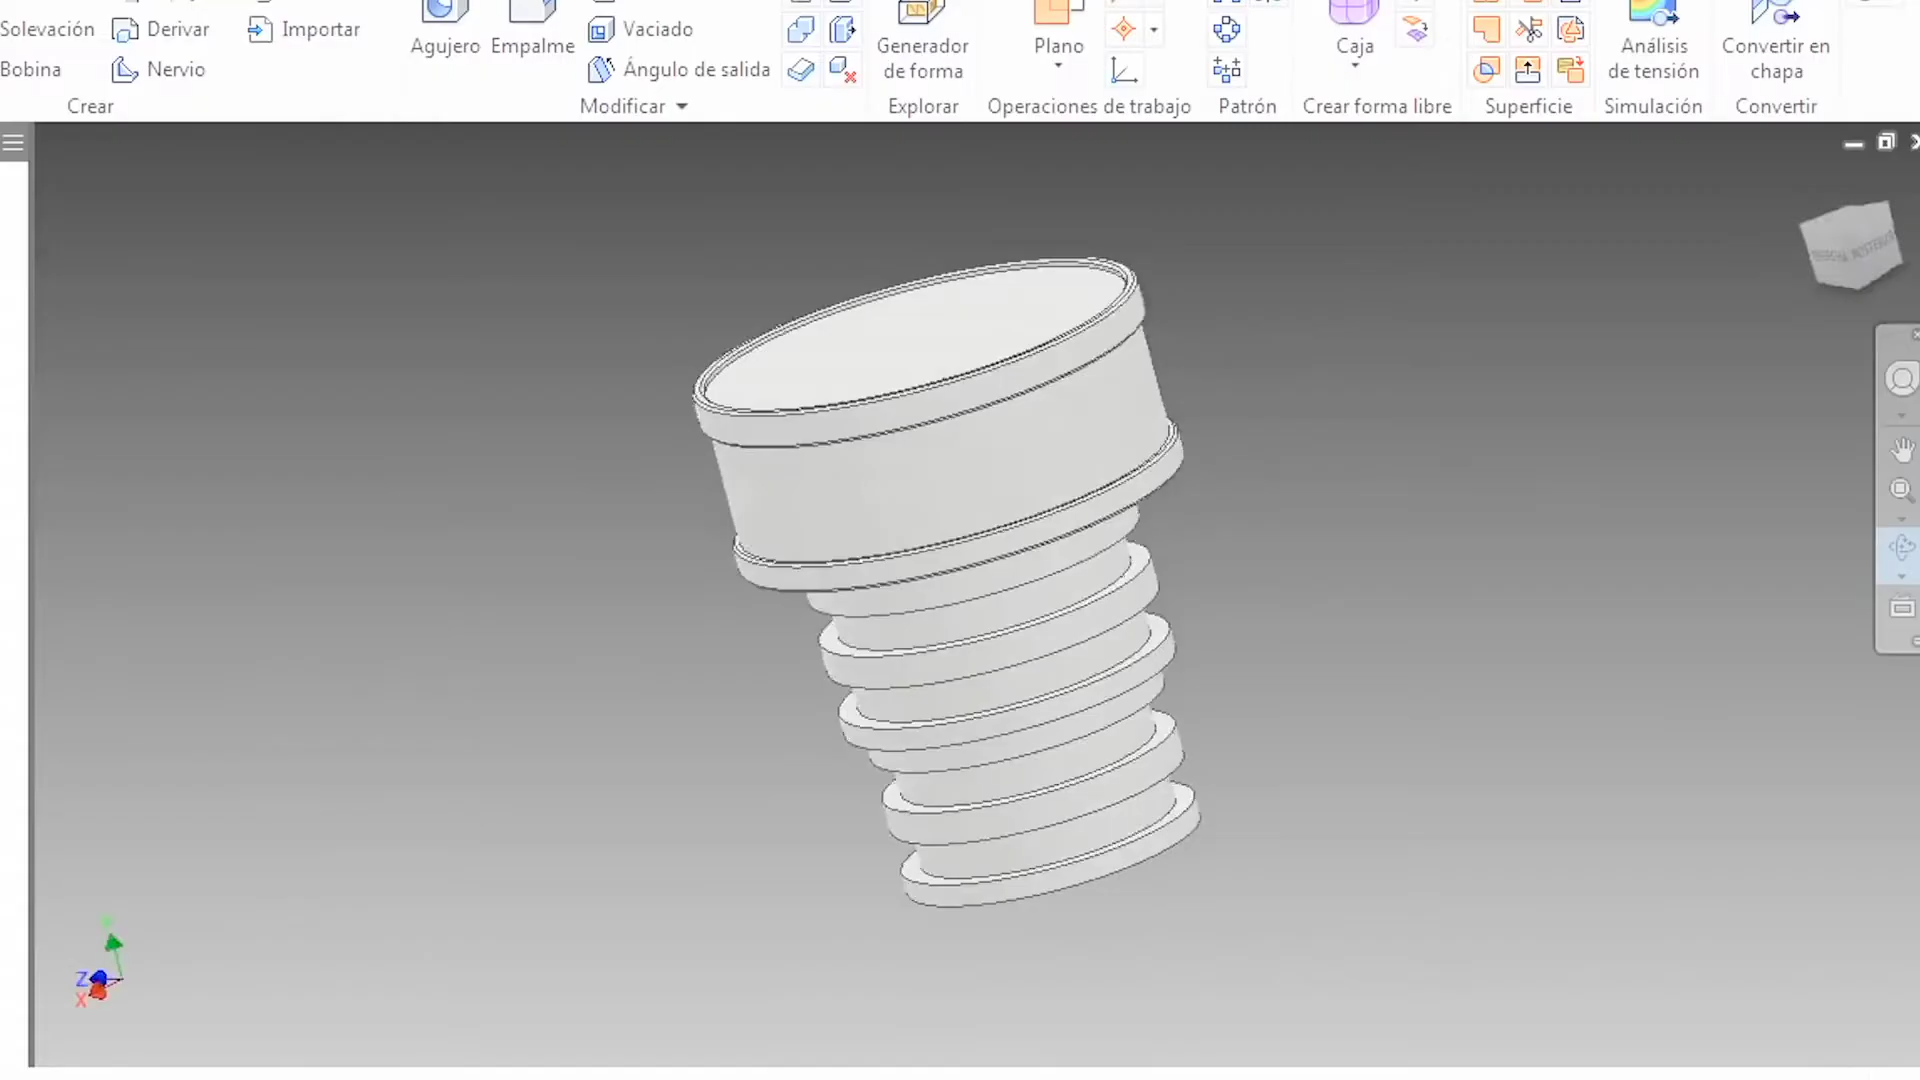 Solevación Derivar Importar
Bobina Nervio
Crear
Agujero Empalme Vaciado
Ángulo de salida
Modificar
Generador
de forma
Explorar
Plano
Operaciones de trabajo
Patrón
Caja
Crear forma libre
Superficie
Análisis
de tensión
Simulación
Convertir en
chapa
Convertir
Z
X